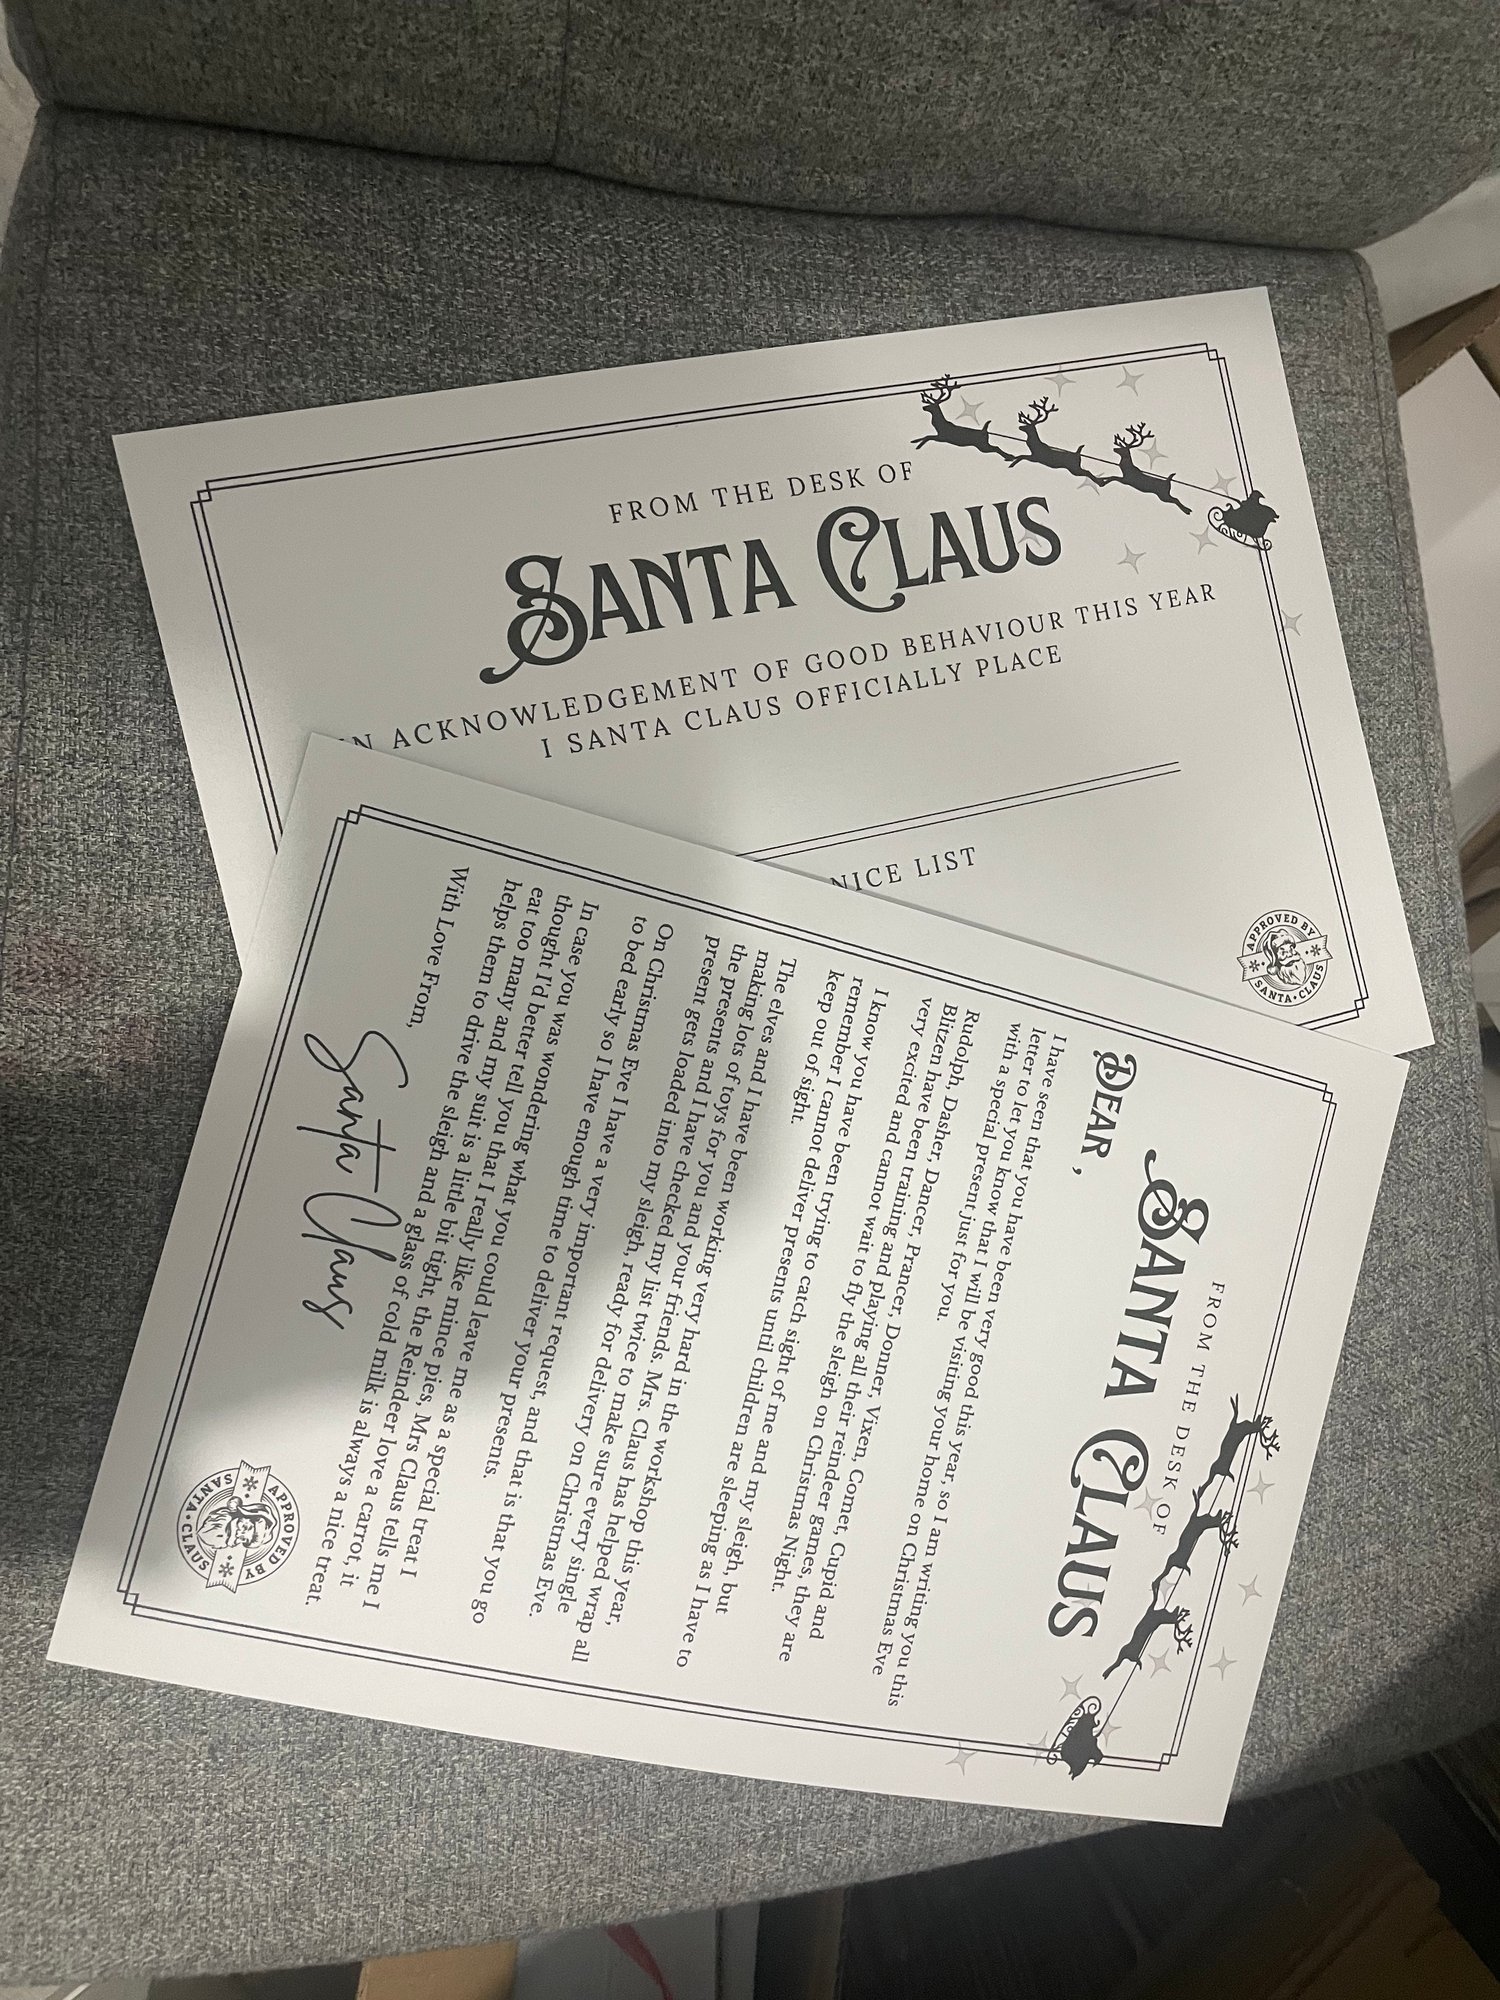 FROM THE DESK OF
SANTA CLAUS
IN ACKNOWLEDGEMENT OF GOOD BEHAVIOUR THIS YEAR
I SANTA CLAUS OFFICIALLY PLACE
NICE LIST
APPROVED BY
SANTA • CLAUS
FROM THE DESK OF
SANTA CLAUS
DEAR ,
I have seen that you have been very good this year, so I am writing you this
letter to let you know that I will be visiting your home on Christmas Eve
with a special present just for you.
Rudolph, Dasher, Dancer, Prancer, Donner, Vixen, Comet, Cupid and
Blitzen have been training and playing all their reindeer games, they are
very excited and cannot wait to fly the sleigh on Christmas Night.
I know you have been trying to catch sight of me and my sleigh, but
remember I cannot deliver presents until children are sleeping as I have to
keep out of sight.
The elves and I have been working very hard in the workshop this year,
making lots of toys for you and your friends. Mrs. Claus has helped wrap all
the presents and I have checked my list twice to make sure every single
present gets loaded into my sleigh, ready for delivery on Christmas Eve.
On Christmas Eve I have a very important request, and that is that you go
to bed early so I have enough time to deliver your presents.
In case you was wondering what you could leave me as a special treat I
thought I'd better tell you that I really like mince pies, Mrs Claus tells me I
eat too many and my suit is a little bit tight, the Reindeer love a carrot, it
helps them to drive the sleigh and a glass of cold milk is always a nice treat.
With Love From,
Santa Claus
APPROVED BY
SANTA • CLAUS